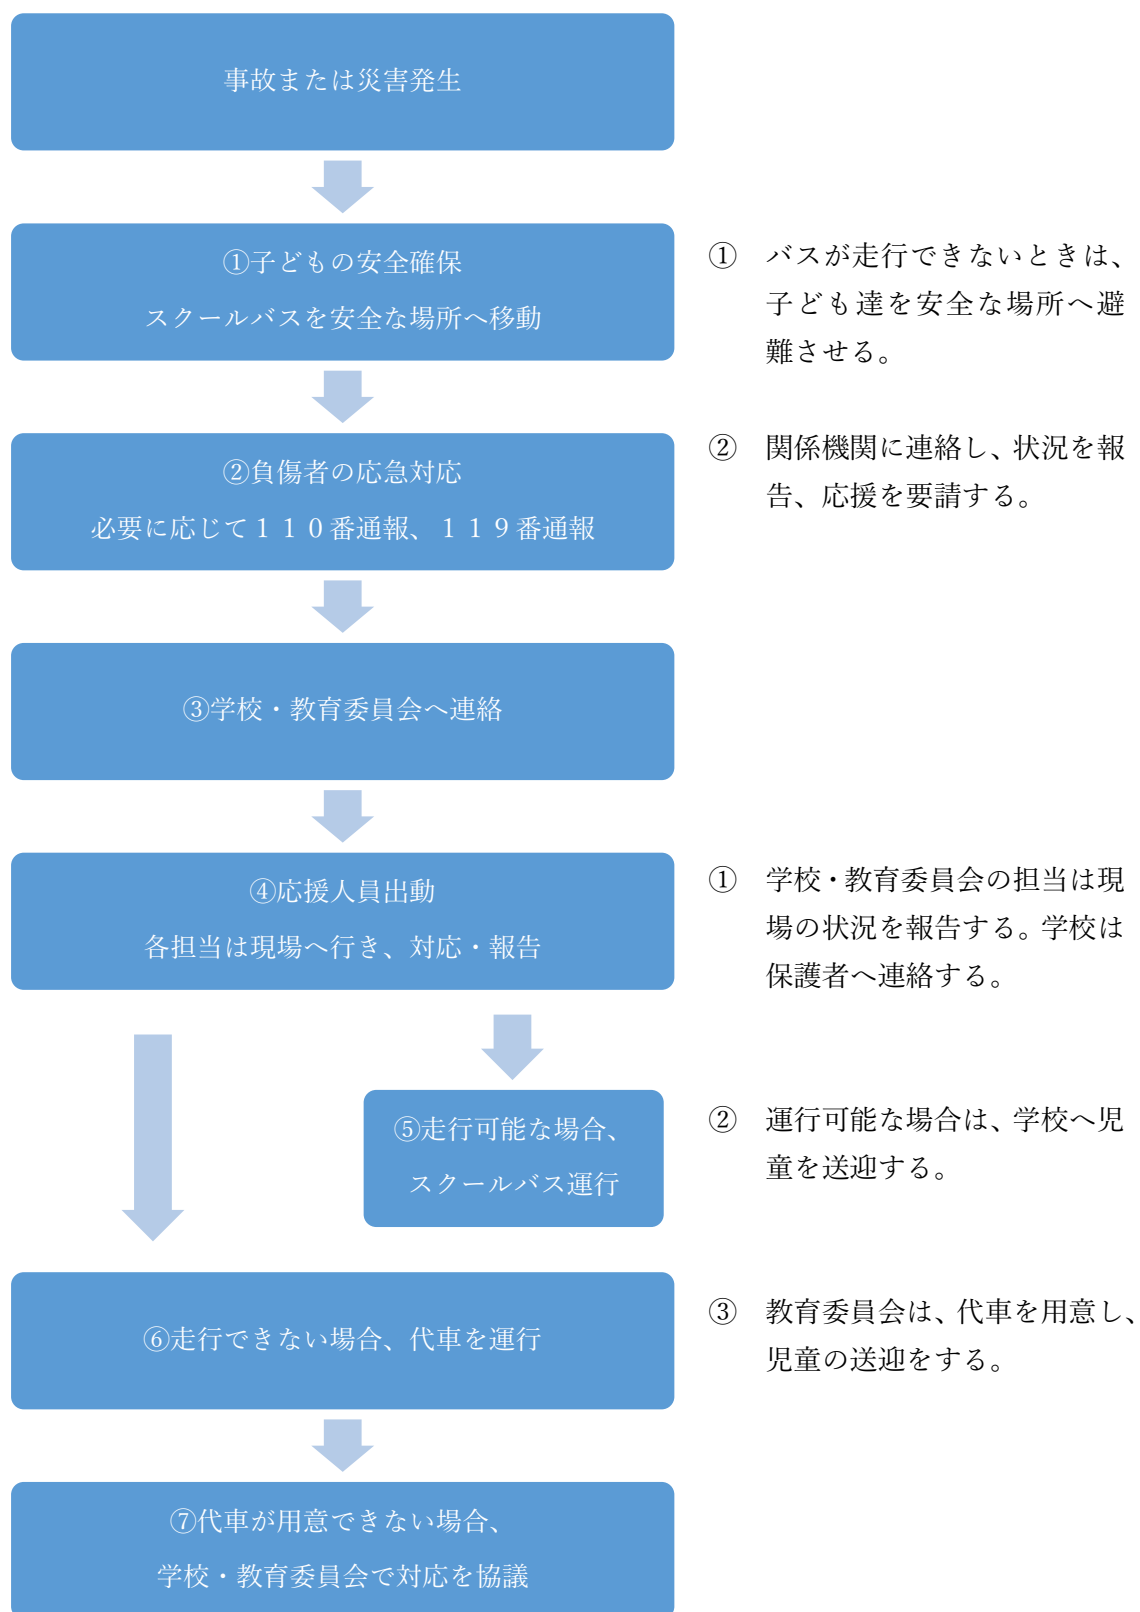 事故または災害発生
①子どもの安全確保
スクールバスを安全な場所へ移動
① バスが走行できないときは、
子ども達を安全な場所へ避
難させる。
②負傷者の応急対応
必要に応じて１１０番通報、１１９番通報
② 関係機関に連絡し、状況を報
告、応援を要請する。
③学校・教育委員会へ連絡
④応援人員出動
各担当は現場へ行き、対応・報告
① 学校・教育委員会の担当は現
場の状況を報告する。学校は
保護者へ連絡する。
⑤走行可能な場合、
スクールバス運行
② 運行可能な場合は、学校へ児
童を送迎する。
⑥走行できない場合、代車を運行
③ 教育委員会は、代車を用意し、
児童の送迎をする。
⑦代車が用意できない場合、
学校・教育委員会で対応を協議